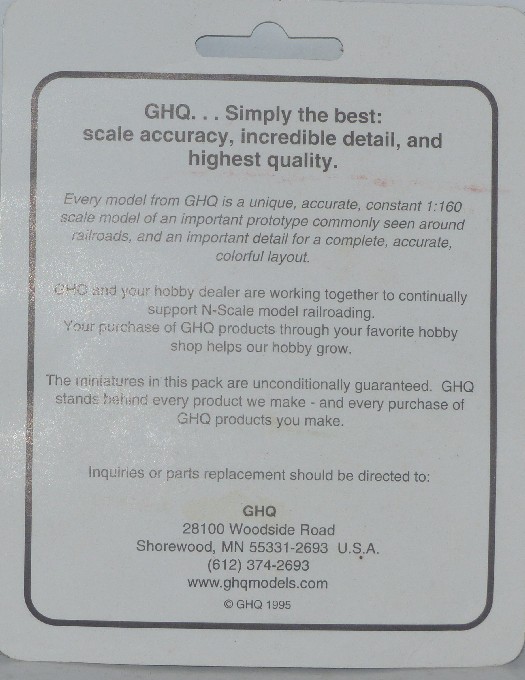 GHQ. . . Simply the best:
scale accuracy, incredible detail, and
highest quality.
Every model from GHQ is a unique, accurate, constant 1:160
scale model of an important prototype commonly seen around
railroads, and an important detail for a complete, accurate,
colorful layout.
GHQ and your hobby dealer are working together to continually
support N-Scale model railroading.
Your purchase of GHQ products through your favorite hobby
shop helps our hobby grow.
The miniatures in this pack are unconditionally guaranteed. GHQ
stands behind every product we make - and every purchase of
GHQ products you make.
Inquiries or parts replacement should be directed to:
GHQ
28100 Woodside Road
Shorewood, MN 55331-2693 U.S.A.
(612) 374-2693
www.ghqmodels.com
© GHQ 1995